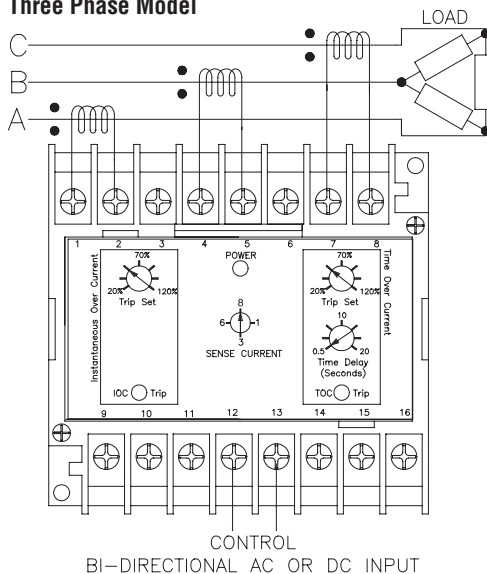 Three Phase Model
LOAD
C
B
A
1 2 3 4 5 6 7 8
Instantaneous Over Current
70%
20% 120%
Trip Set
IOC Trip
POWER
8
6 1
3
SENSE CURRENT
Time Over Current
70%
20% 120%
Trip Set
10
0.5 20
Time Delay
(Seconds)
TOC Trip
9 10 11 12 13 14 15 16
CONTROL
BI-DIRECTIONAL AC OR DC INPUT